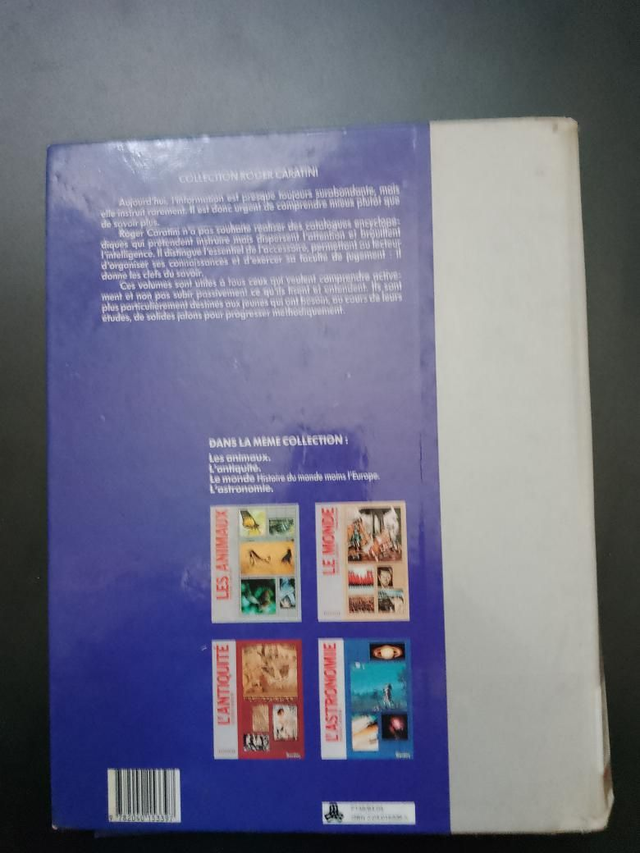 COLLECTION ROGER CARATINI
Aujourd'hui, l'information est presque toujours surabondante, mais
elle instruit rarement. Il est donc urgent de comprendre mieux plutôt que
de savoir plus.
Roger Caratini n'a pas souhaité réaliser des catalogues encyclopé-
diques qui prétendent instruire mais dispersent l'attention et
l'intelligence. Il distingue l'essentiel de l'accessoire, permettant au lecteur
d'organiser ses connaissances et d'exercer sa faculté de jugement : il
donne les clefs du savoir.
Ces volumes sont utiles à tous ceux qui veulent comprendre active-
ment et non pas subir passivement ce qu'ils lisent et entendent. Ils sont
plus particulièrement destinés aux jeunes qui ont besoin, au cours de leurs
études, de solides jalons pour progresser méthodiquement.
DANS LA MÊME COLLECTION :
Les animaux.
L'antiquité.
Le monde Histoire du monde moins l'Europe.
L'astronomie.
LES ANIMAUX
LE MONDE
L'ANTIQUITÉ
L'ASTRONOMIE